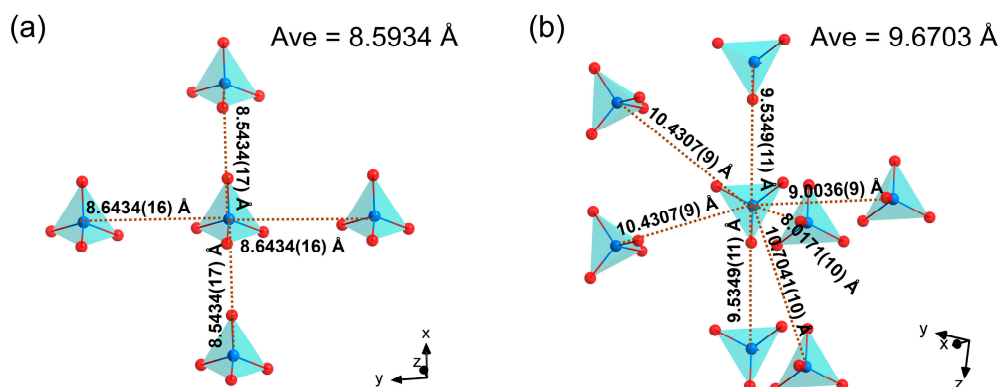 (a)
Ave = 8.5934 Å
8.5434(17) Å
8.6434(16) Å
8.6434(16) Å
8.5434(17) Å
x
z
y
(b)
Ave = 9.6703 Å
9.5349(11) Å
10.4307(9) Å
9.0036(9) Å
10.4307(9) Å
8.0171(10) Å
9.5349(11) Å
10.7041(10) Å
y
x
z